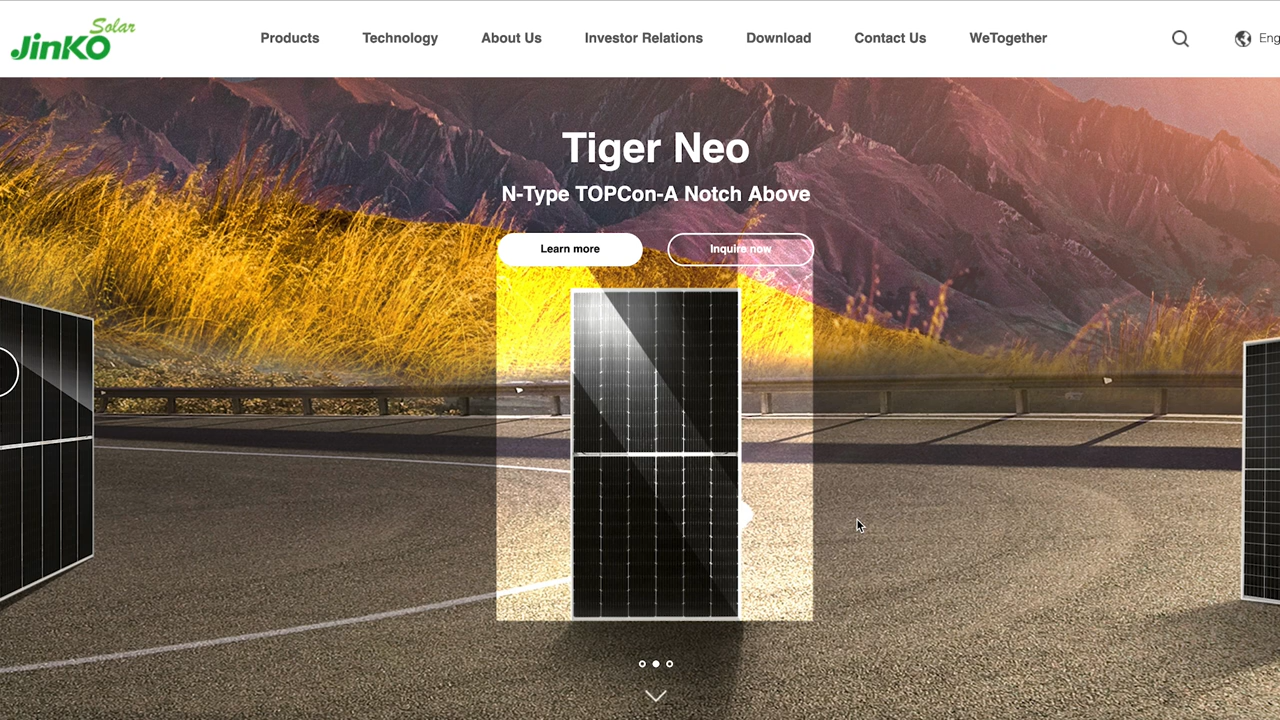 JinKO Solar
Products Technology About Us Investor Relations Download Contact Us WeTogether Eng
Tiger Neo
N-Type TOPCon-A Notch Above
Learn more Inquire now